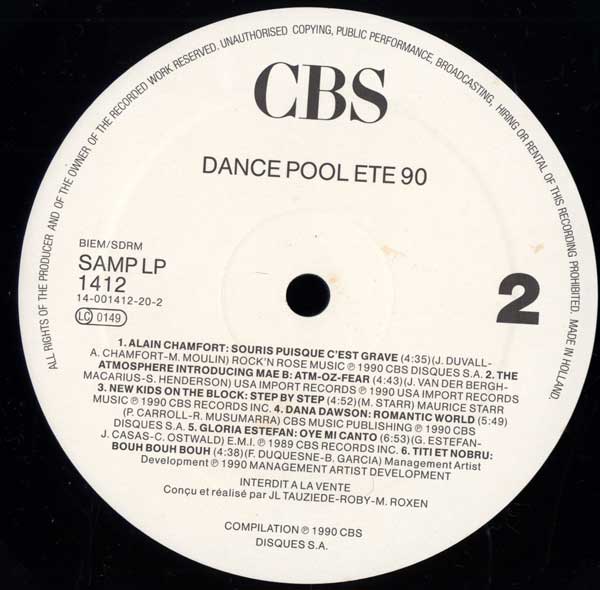 ALL RIGHTS OF THE PRODUCER AND OF THE OWNER OF THE RECORDED WORK RESERVED. UNAUTHORISED COPYING, PUBLIC PERFORMANCE, BROADCASTING, HIRING OR RENTAL OF THIS RECORDING PROHIBITED. MADE IN HOLLAND
CBS
DANCE POOL ETE 90
BIEM/SDRM
SAMP LP
1412
14-001412-20-2
LC 0149
2
1. ALAIN CHAMFORT: SOURIS PUISQUE C'EST GRAVE (4:35)(J. DUVALL-
A. CHAMFORT-M. MOULIN) ROCK'N ROSE MUSIC ℗ 1990 CBS DISQUES S.A. 2. THE
ATMOSPHERE INTRODUCING MAE B: ATM-OZ-FEAR (4:43)(J. VAN DER BERGH-
MACARIUS-S. HENDERSON) USA IMPORT RECORDS ℗ 1990 USA IMPORT RECORDS
3. NEW KIDS ON THE BLOCK: STEP BY STEP (4:52)(M. STARR) MAURICE STARR
MUSIC ℗ 1990 CBS RECORDS INC. 4. DANA DAWSON: ROMANTIC WORLD (5:49)
(P. CARROLL-R. MUSUMARRA) CBS MUSIC PUBLISHING ℗ 1990 CBS
DISQUES S.A. 5. GLORIA ESTEFAN: OYE MI CANTO (6:53)(G. ESTEFAN-
J. CASAS-C. OSTWALD) E.M.I. ℗ 1989 CBS RECORDS INC. 6. TITI ET NOBRU:
BOUH BOUH BOUH (4:38)(F. DUQUESNE-B. GARCIA) Management Artist
Development ℗ 1990 MANAGEMENT ARTIST DEVELOPMENT
INTERDIT A LA VENTE
Conçu et réalisé par JL TAUZIEDE-ROBY-M. ROXEN
COMPILATION ℗ 1990 CBS
DISQUES S.A.